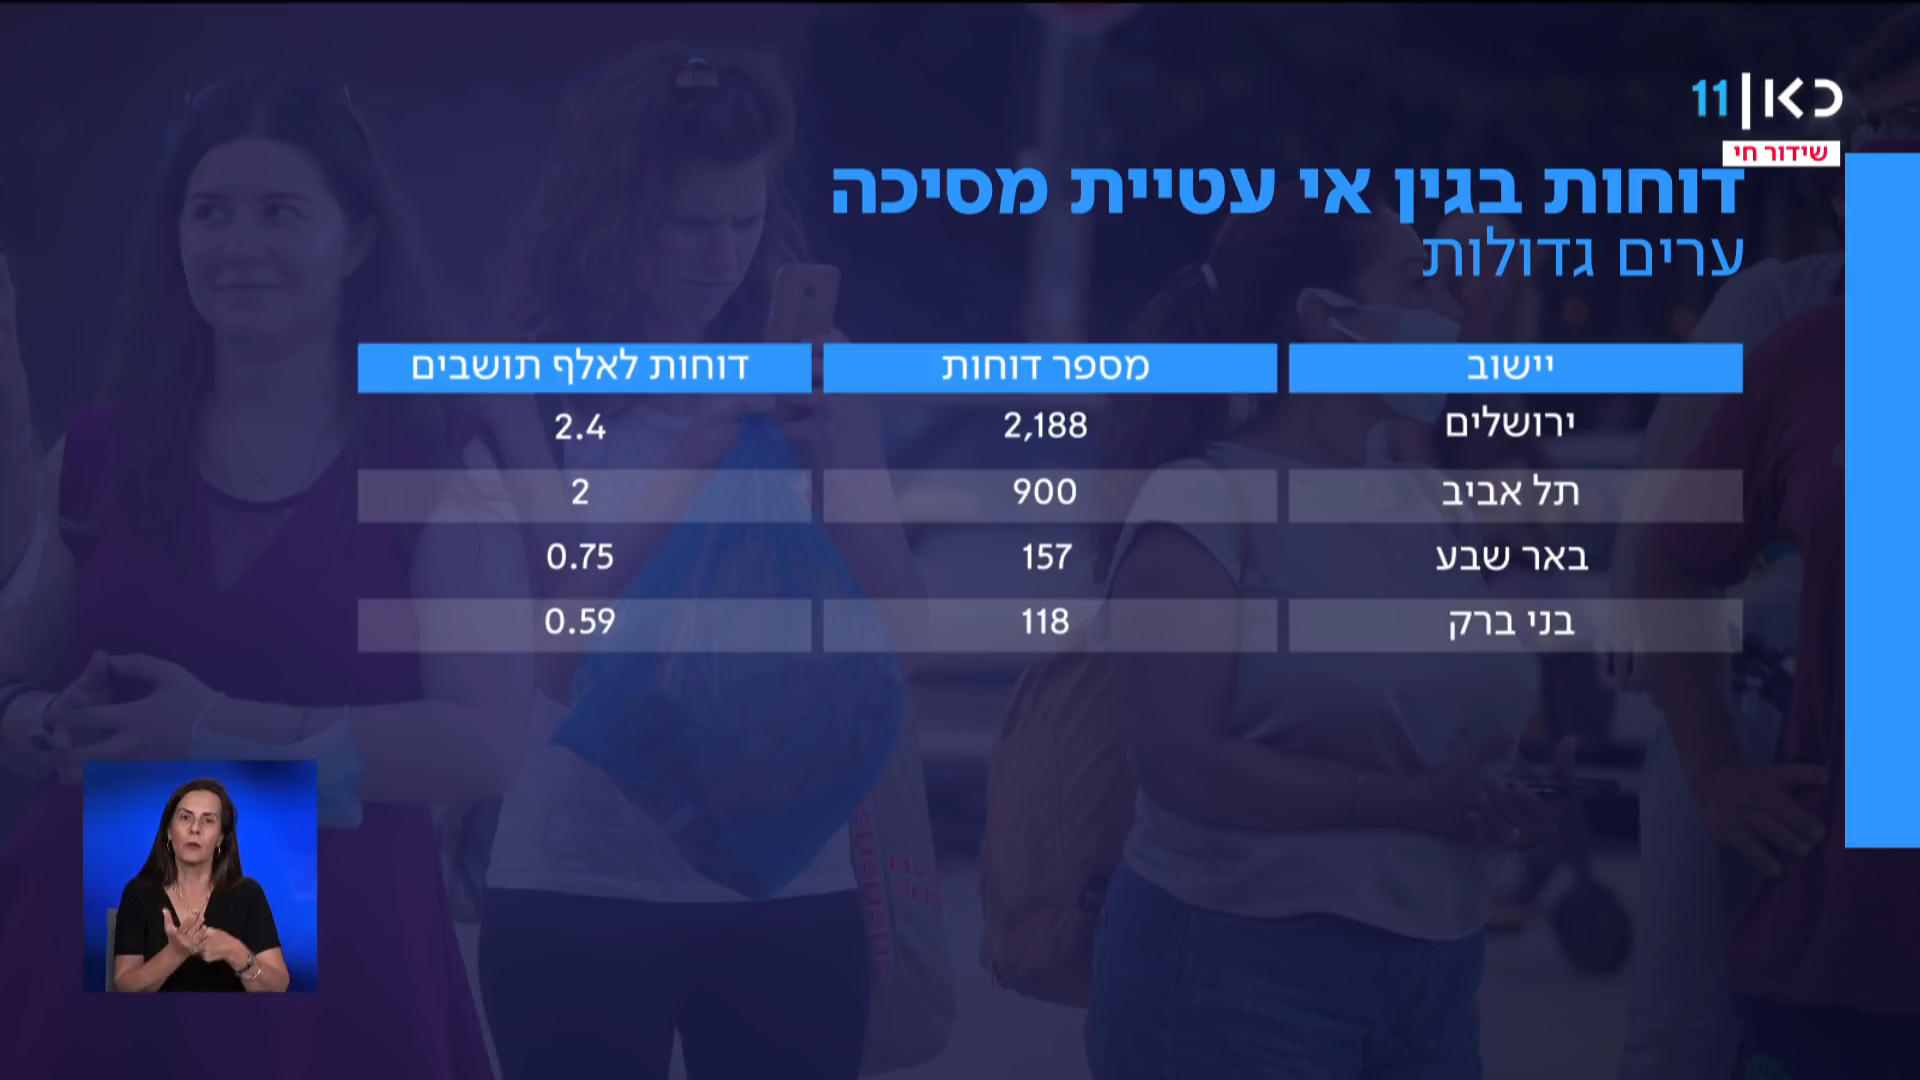 כאן|11
שידור חי
דוחות בגין אי עטיית מסיכה
ערים גדולות
יישוב מספר דוחות דוחות לאלף תושבים
ירושלים 2,188 2.4
תל אביב 900 2
באר שבע 157 0.75
בני ברק 118 0.59